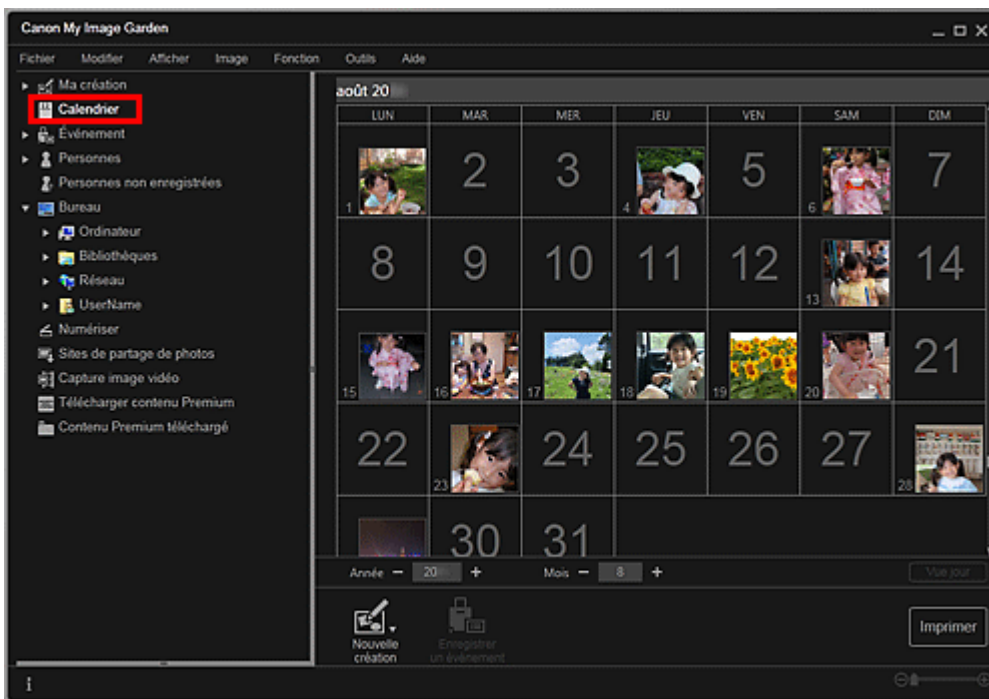 Canon My Image Garden
Fichier Modifier Afficher Image Fonction Outils Aide
Ma création
Calendrier
Événement
Personnes
Personnes non enregistrées
Bureau
Ordinateur
Bibliothèques
Réseau
UserName
Numériser
Sites de partage de photos
Capture image vidéo
Télécharger contenu Premium
Contenu Premium téléchargé
août 20
LUN MAR MER JEU VEN SAM DIM
1 2 3 4 5 6 7
8 9 10 11 12 13 14
15 16 17 18 19 20 21
22 23 24 25 26 27 28
30 31
Année − 20 + Mois − 8 + Vue jour
Nouvelle création
Enregistrer un événement
Imprimer